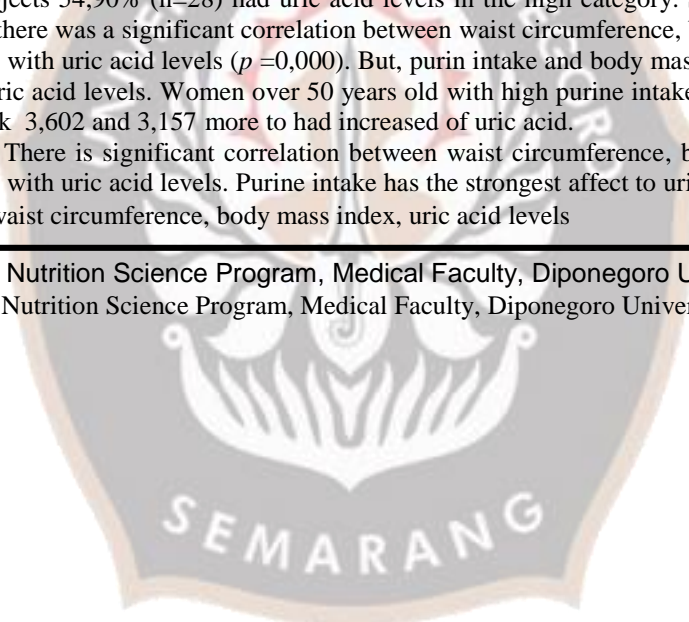 jects 54,90% (n=28) had uric acid levels in the high category.
there was a significant correlation between waist circumference,
with uric acid levels (p =0,000). But, purin intake and body mas
ric acid levels. Women over 50 years old with high purine intake
k 3,602 and 3,157 more to had increased of uric acid.
There is significant correlation between waist circumference, b
with uric acid levels. Purine intake has the strongest affect to uri
waist circumference, body mass index, uric acid levels
Nutrition Science Program, Medical Faculty, Diponegoro U
Nutrition Science Program, Medical Faculty, Diponegoro Univer
SEMARANG